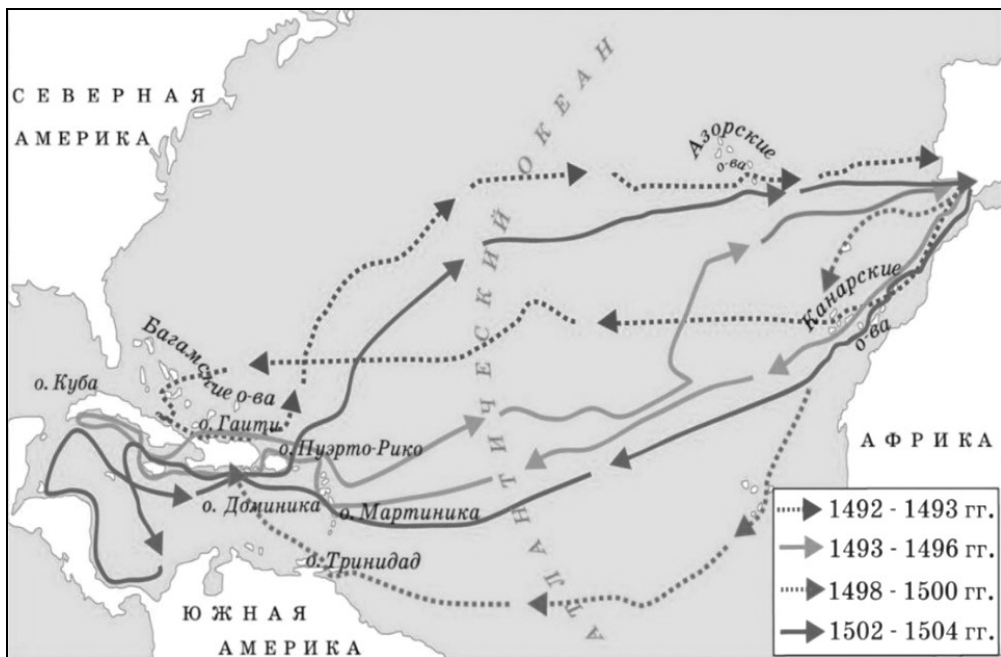 СЕВЕРНАЯ
АМЕРИКА
АТЛАНТИЧЕСКИЙ ОКЕАН
Азорские
о-ва
Канарские
о-ва
Багамские о-ва
о. Куба
о. Гаити
о. Пуэрто-Рико
о. Доминика
о. Мартиника
о. Тринидад
АФРИКА
ЮЖНАЯ
АМЕРИКА
1492 - 1493 гг.
1493 - 1496 гг.
1498 - 1500 гг.
1502 - 1504 гг.